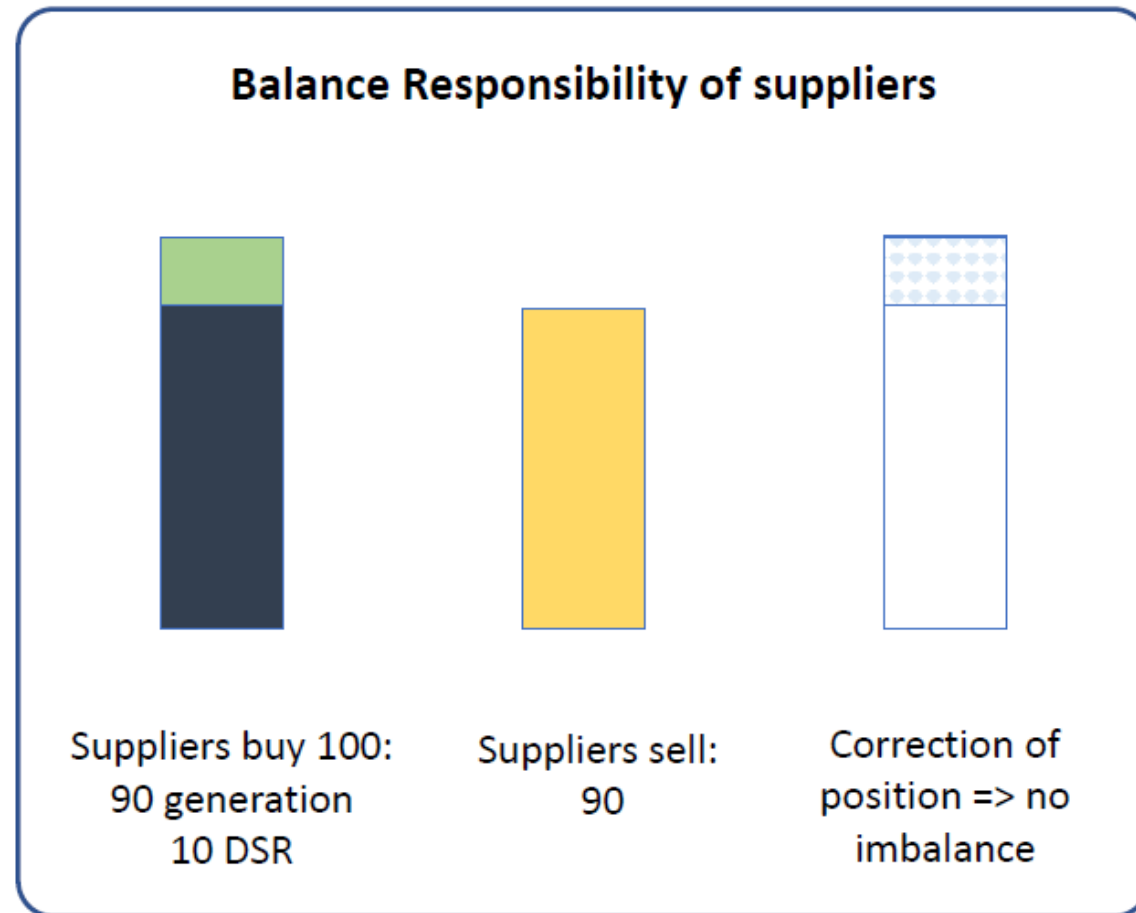 Balance Responsibility of suppliers
Suppliers buy 100:
90 generation
10 DSR
Suppliers sell:
90
Correction of
position => no
imbalance